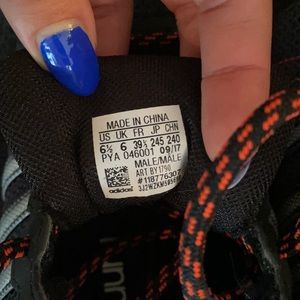 MADE IN CHINA
US UK FR JP CHN
6½ 6 39⅓ 245 240
PYA 046001 09/17
MALE/MALE
ART BY1790
adidas